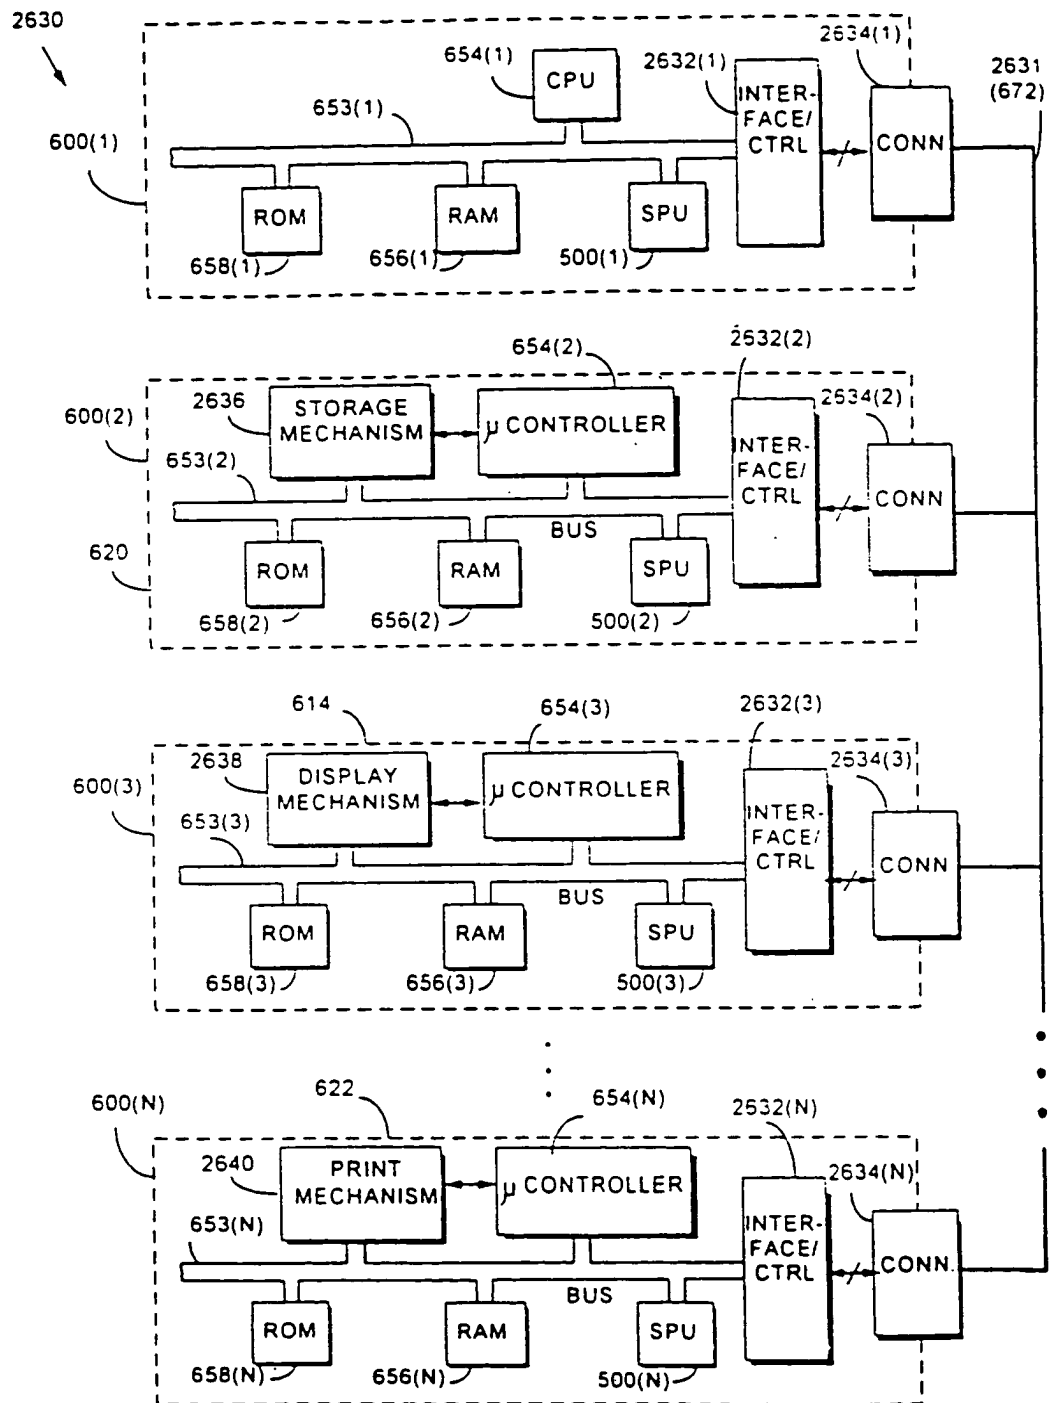 2630
2634(1)
654(1)
2632(1)
2631
(672)
CPU
INTER-
FACE/
CTRL
653(1)
600(1)
CONN
ROM
RAM
SPU
658(1)
656(1)
500(1)
654(2)
2632(2)
2636
STORAGE
MECHANISM
µ CONTROLLER
2634(2)
600(2)
INTER-
FACE/
CTRL
653(2)
CONN
BUS
620
ROM
RAM
SPU
658(2)
656(2)
500(2)
614
654(3)
2632(3)
2638
DISPLAY
MECHANISM
µ CONTROLLER
2634(3)
600(3)
INTER-
FACE/
CTRL
653(3)
CONN
BUS
ROM
RAM
SPU
658(3)
656(3)
500(3)
622
654(N)
600(N)
2632(N)
2640
PRINT
MECHANISM
µ CONTROLLER
2634(N)
653(N)
INTER-
FACE/
CTRL
CONN.
BUS
ROM
RAM
SPU
658(N)
656(N)
500(N)